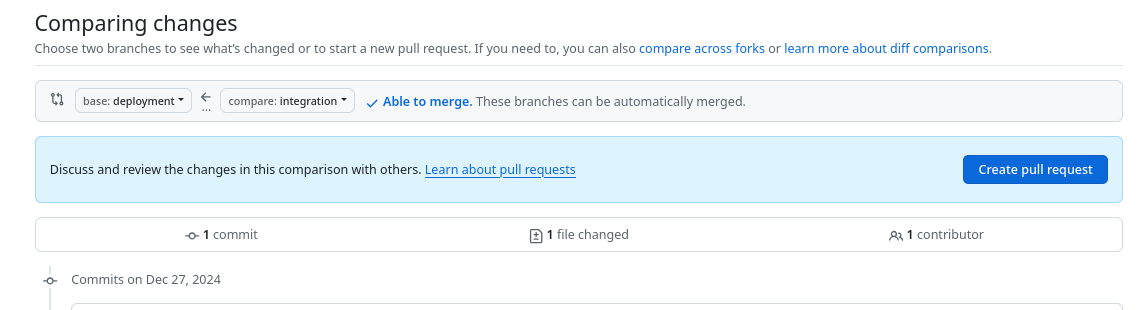 Comparing changes
Choose two branches to see what's changed or to start a new pull request. If you need to, you can also compare across forks or learn more about diff comparisons.
base: deployment ... compare: integration Able to merge. These branches can be automatically merged.
Discuss and review the changes in this comparison with others. Learn about pull requests Create pull request
1 commit 1 file changed 1 contributor
Commits on Dec 27, 2024